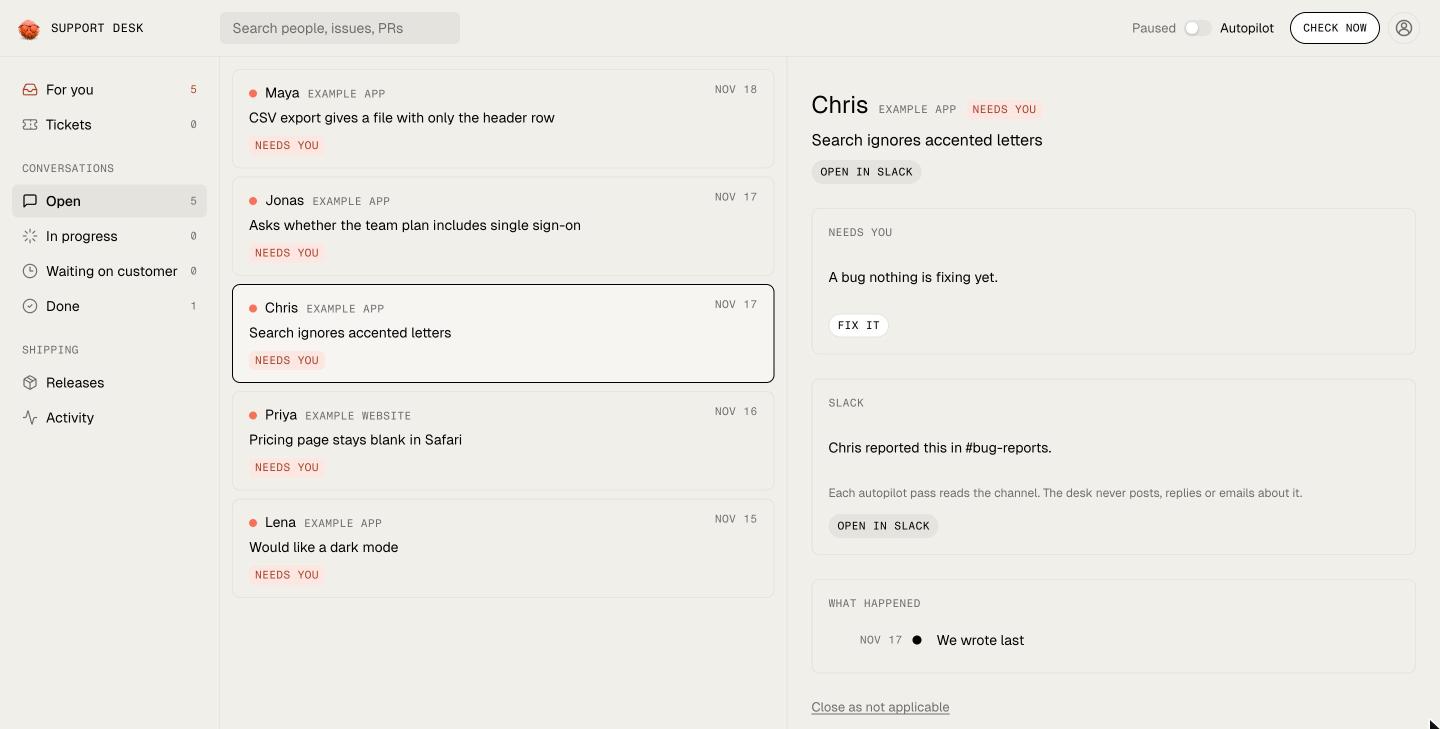 SUPPORT DESK
Search people, issues, PRs
Paused
Autopilot
CHECK NOW
For you 5
Tickets 0
CONVERSATIONS
Open 5
In progress 0
Waiting on customer 0
Done 1
SHIPPING
Releases
Activity
Maya EXAMPLE APP NOV 18
CSV export gives a file with only the header row
NEEDS YOU
Jonas EXAMPLE APP NOV 17
Asks whether the team plan includes single sign-on
NEEDS YOU
Chris EXAMPLE APP NOV 17
Search ignores accented letters
NEEDS YOU
Priya EXAMPLE WEBSITE NOV 16
Pricing page stays blank in Safari
NEEDS YOU
Lena EXAMPLE APP NOV 15
Would like a dark mode
NEEDS YOU
Chris EXAMPLE APP NEEDS YOU
Search ignores accented letters
OPEN IN SLACK
NEEDS YOU
A bug nothing is fixing yet.
FIX IT
SLACK
Chris reported this in #bug-reports.
Each autopilot pass reads the channel. The desk never posts, replies or emails about it.
OPEN IN SLACK
WHAT HAPPENED
NOV 17 We wrote last
Close as not applicable